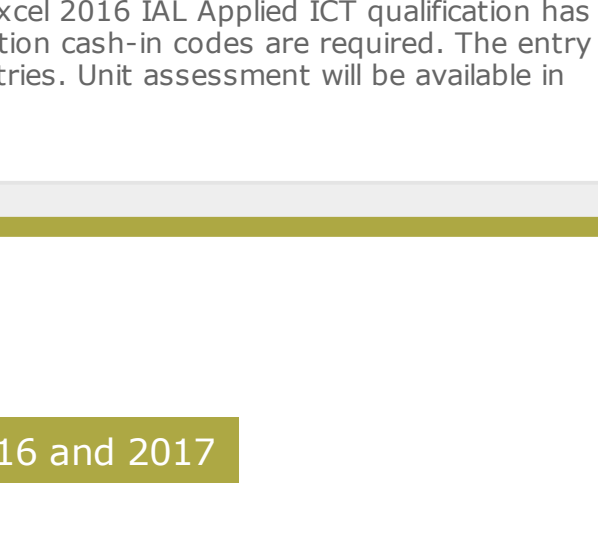 xcel 2016 IAL Applied ICT qualification has
tion cash-in codes are required. The entry
tries. Unit assessment will be available in
16 and 2017